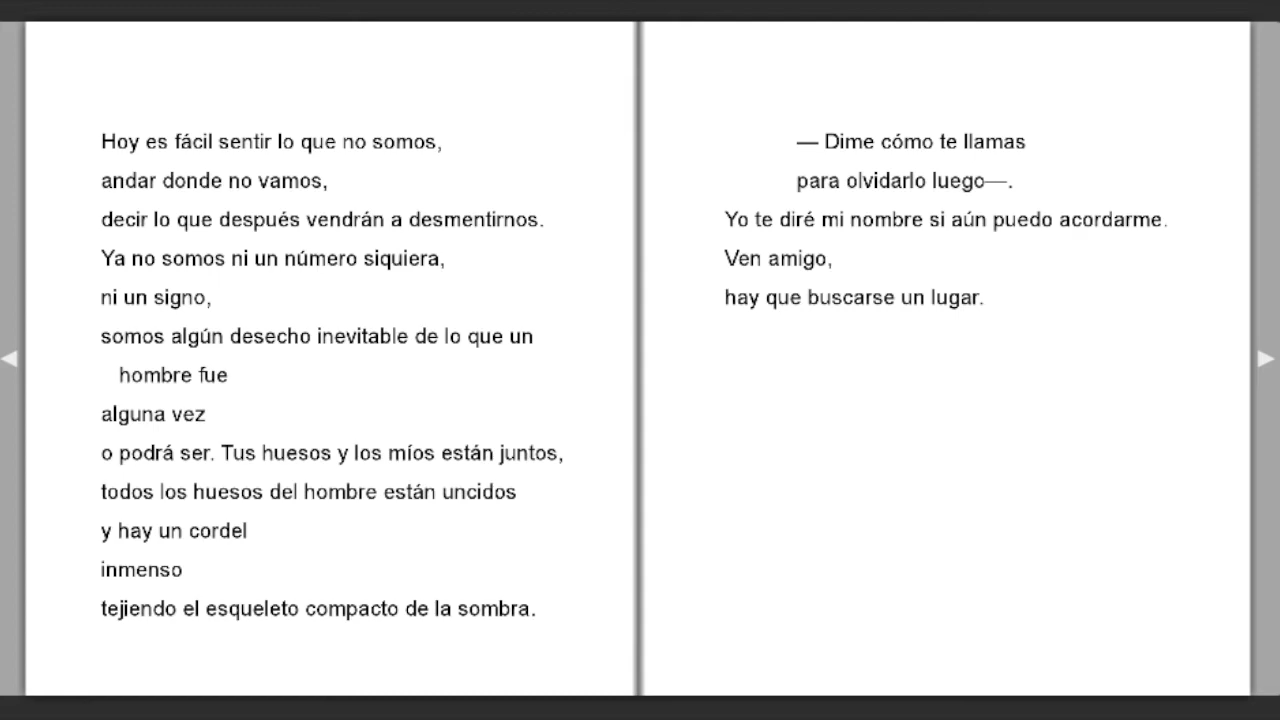 Hoy es fácil sentir lo que no somos,
andar donde no vamos,
decir lo que después vendrán a desmentirnos.
Ya no somos ni un número siquiera,
ni un signo,
somos algún desecho inevitable de lo que un
hombre fue
alguna vez
o podrá ser. Tus huesos y los míos están juntos,
todos los huesos del hombre están uncidos
y hay un cordel
inmenso
tejiendo el esqueleto compacto de la sombra.
— Dime cómo te llamas
para olvidarlo luego—.
Yo te diré mi nombre si aún puedo acordarme.
Ven amigo,
hay que buscarse un lugar.